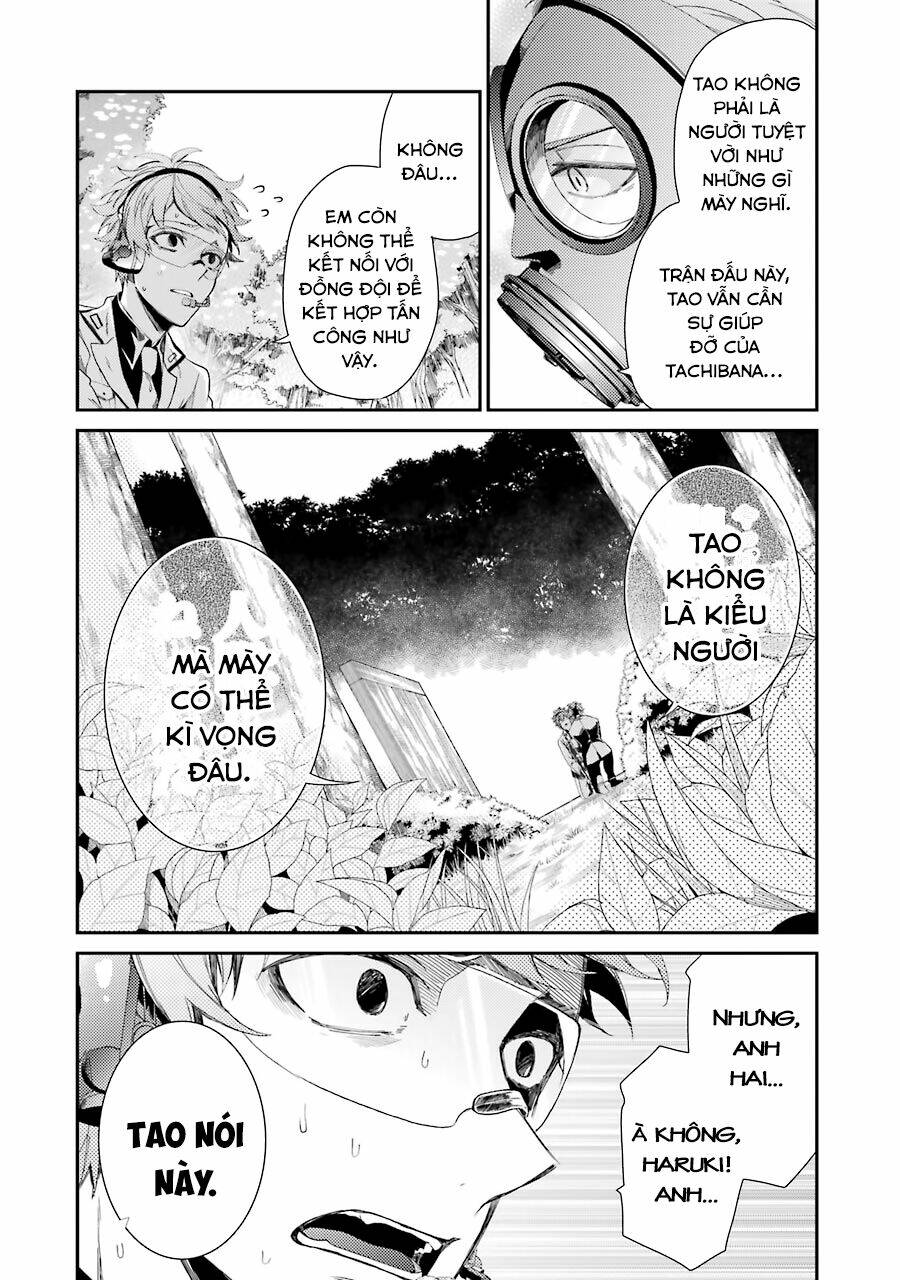 TAO KHÔNG
PHẢI LÀ
NGƯỜI TUYỆT
VỜI NHƯ
NHỮNG GÌ
MÀY NGHĨ.
TRẬN ĐẤU NÀY,
TAO VẪN CẦN
SỰ GIÚP
ĐỠ CỦA
TACHIBANA...
KHÔNG
ĐÂU...
EM CÒN
KHÔNG THỂ
KẾT NỐI VỚI
ĐỒNG ĐỘI ĐỂ
KẾT HỢP TẤN
CÔNG NHƯ
VẬY.
TAO
KHÔNG
LÀ KIỂU
NGƯỜI
MÀ MÀY
CÓ THỂ
KÌ VỌNG
ĐÂU.
NHƯNG,
ANH
HAI...
À KHÔNG,
HARUKI!
ANH...
TAO NÓI
NÀY.